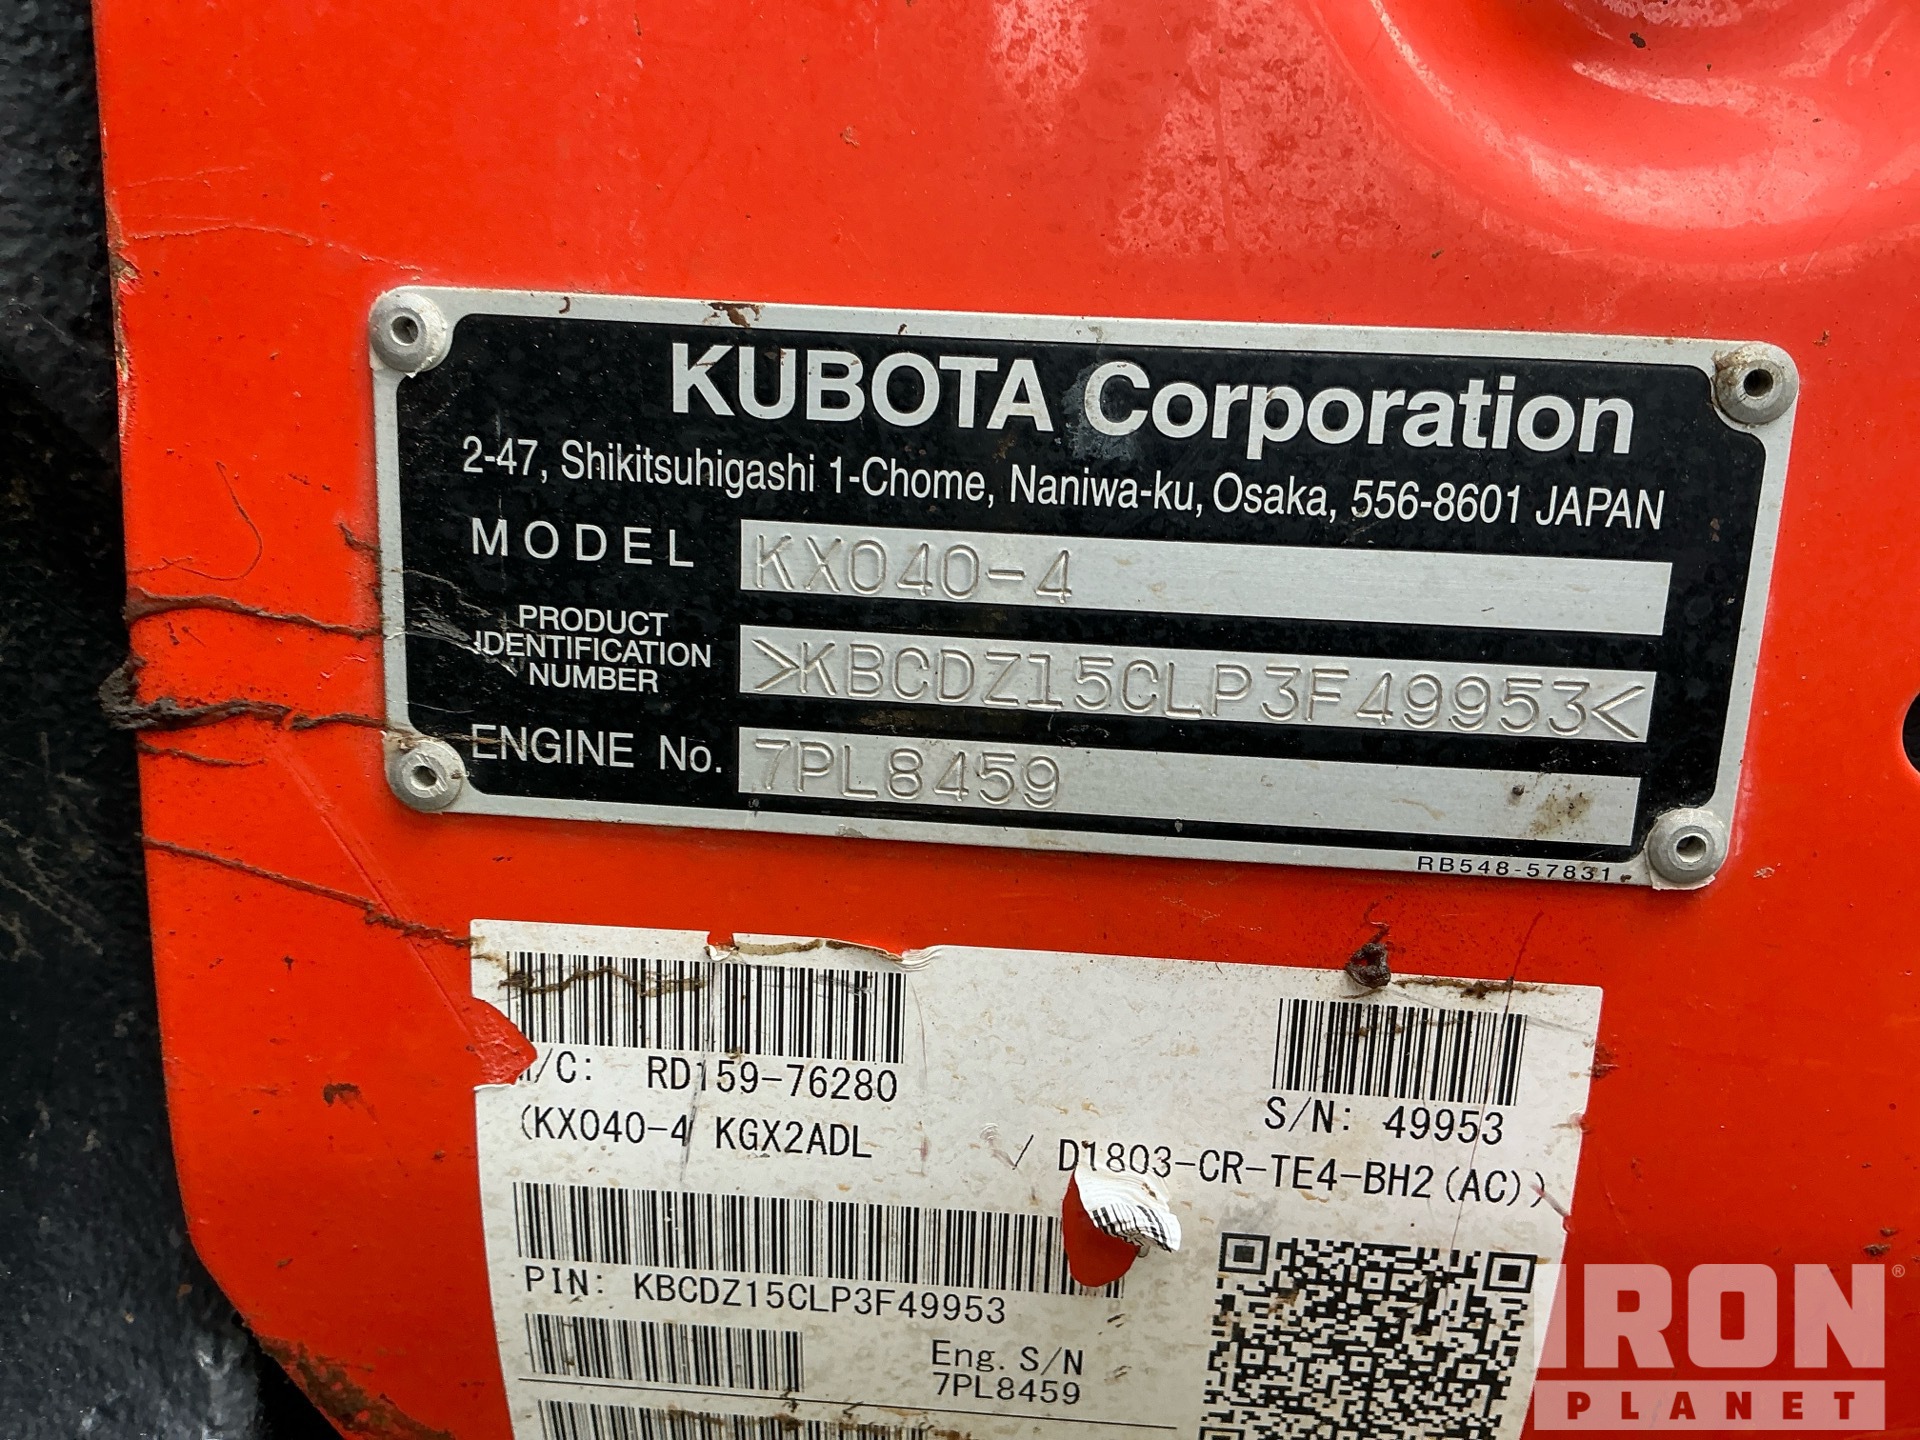 KUBOTA Corporation
2-47, Shikitsuhigashi 1-Chome, Naniwa-ku, Osaka, 556-8601 JAPAN
MODEL KX040-4
PRODUCT
IDENTIFICATION
NUMBER
>KBCDZ15CLP3F49953<
ENGINE No. 7PL8459
RB548-57831
/C: RD159-76280
S/N: 49953
(KX040-4 KGX2ADL / D1803-CR-TE4-BH2(AC))
PIN: KBCDZ15CLP3F49953
Eng. S/N
7PL8459
IRON®
PLANET